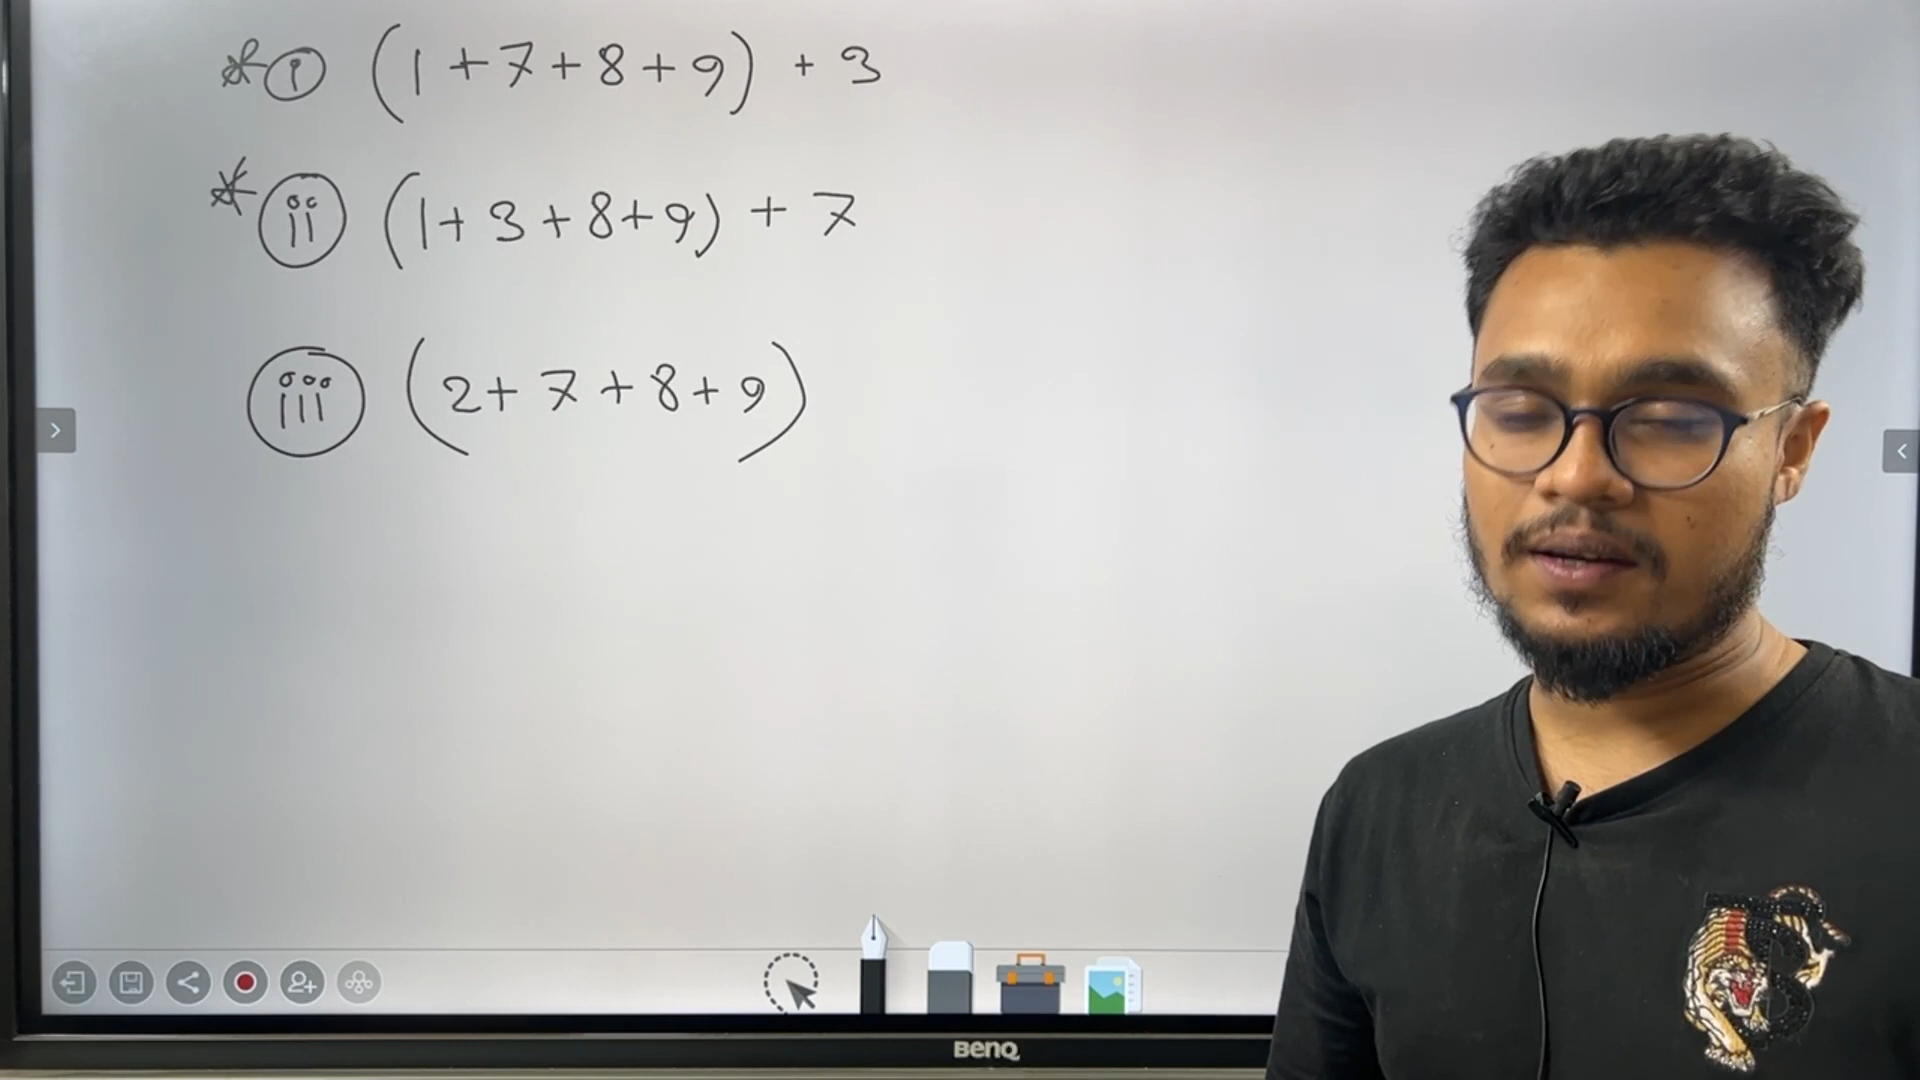 * i (1+7+8+9) + 3
* ii (1+3+8+9) + 7
iii (2+7+8+9)
BenQ